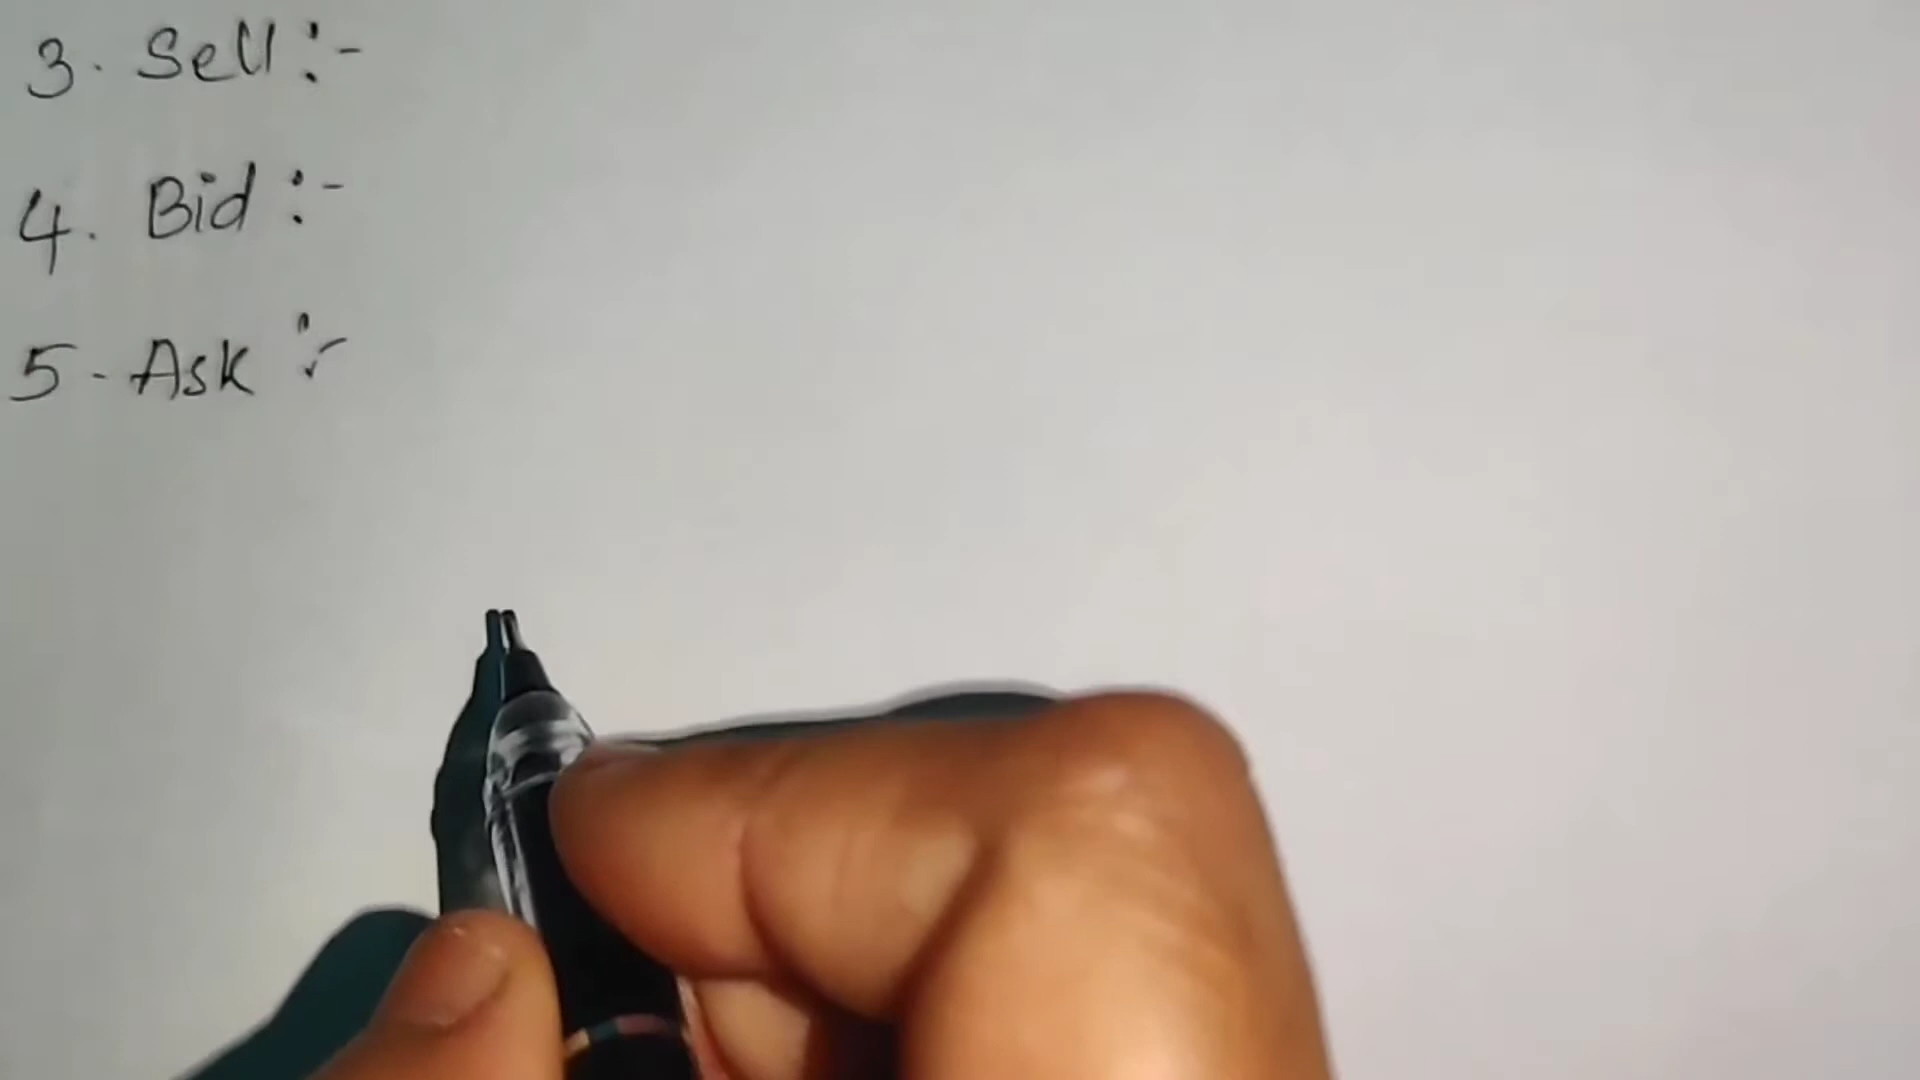 3. Sell :-
4. Bid :-
5- Ask :-